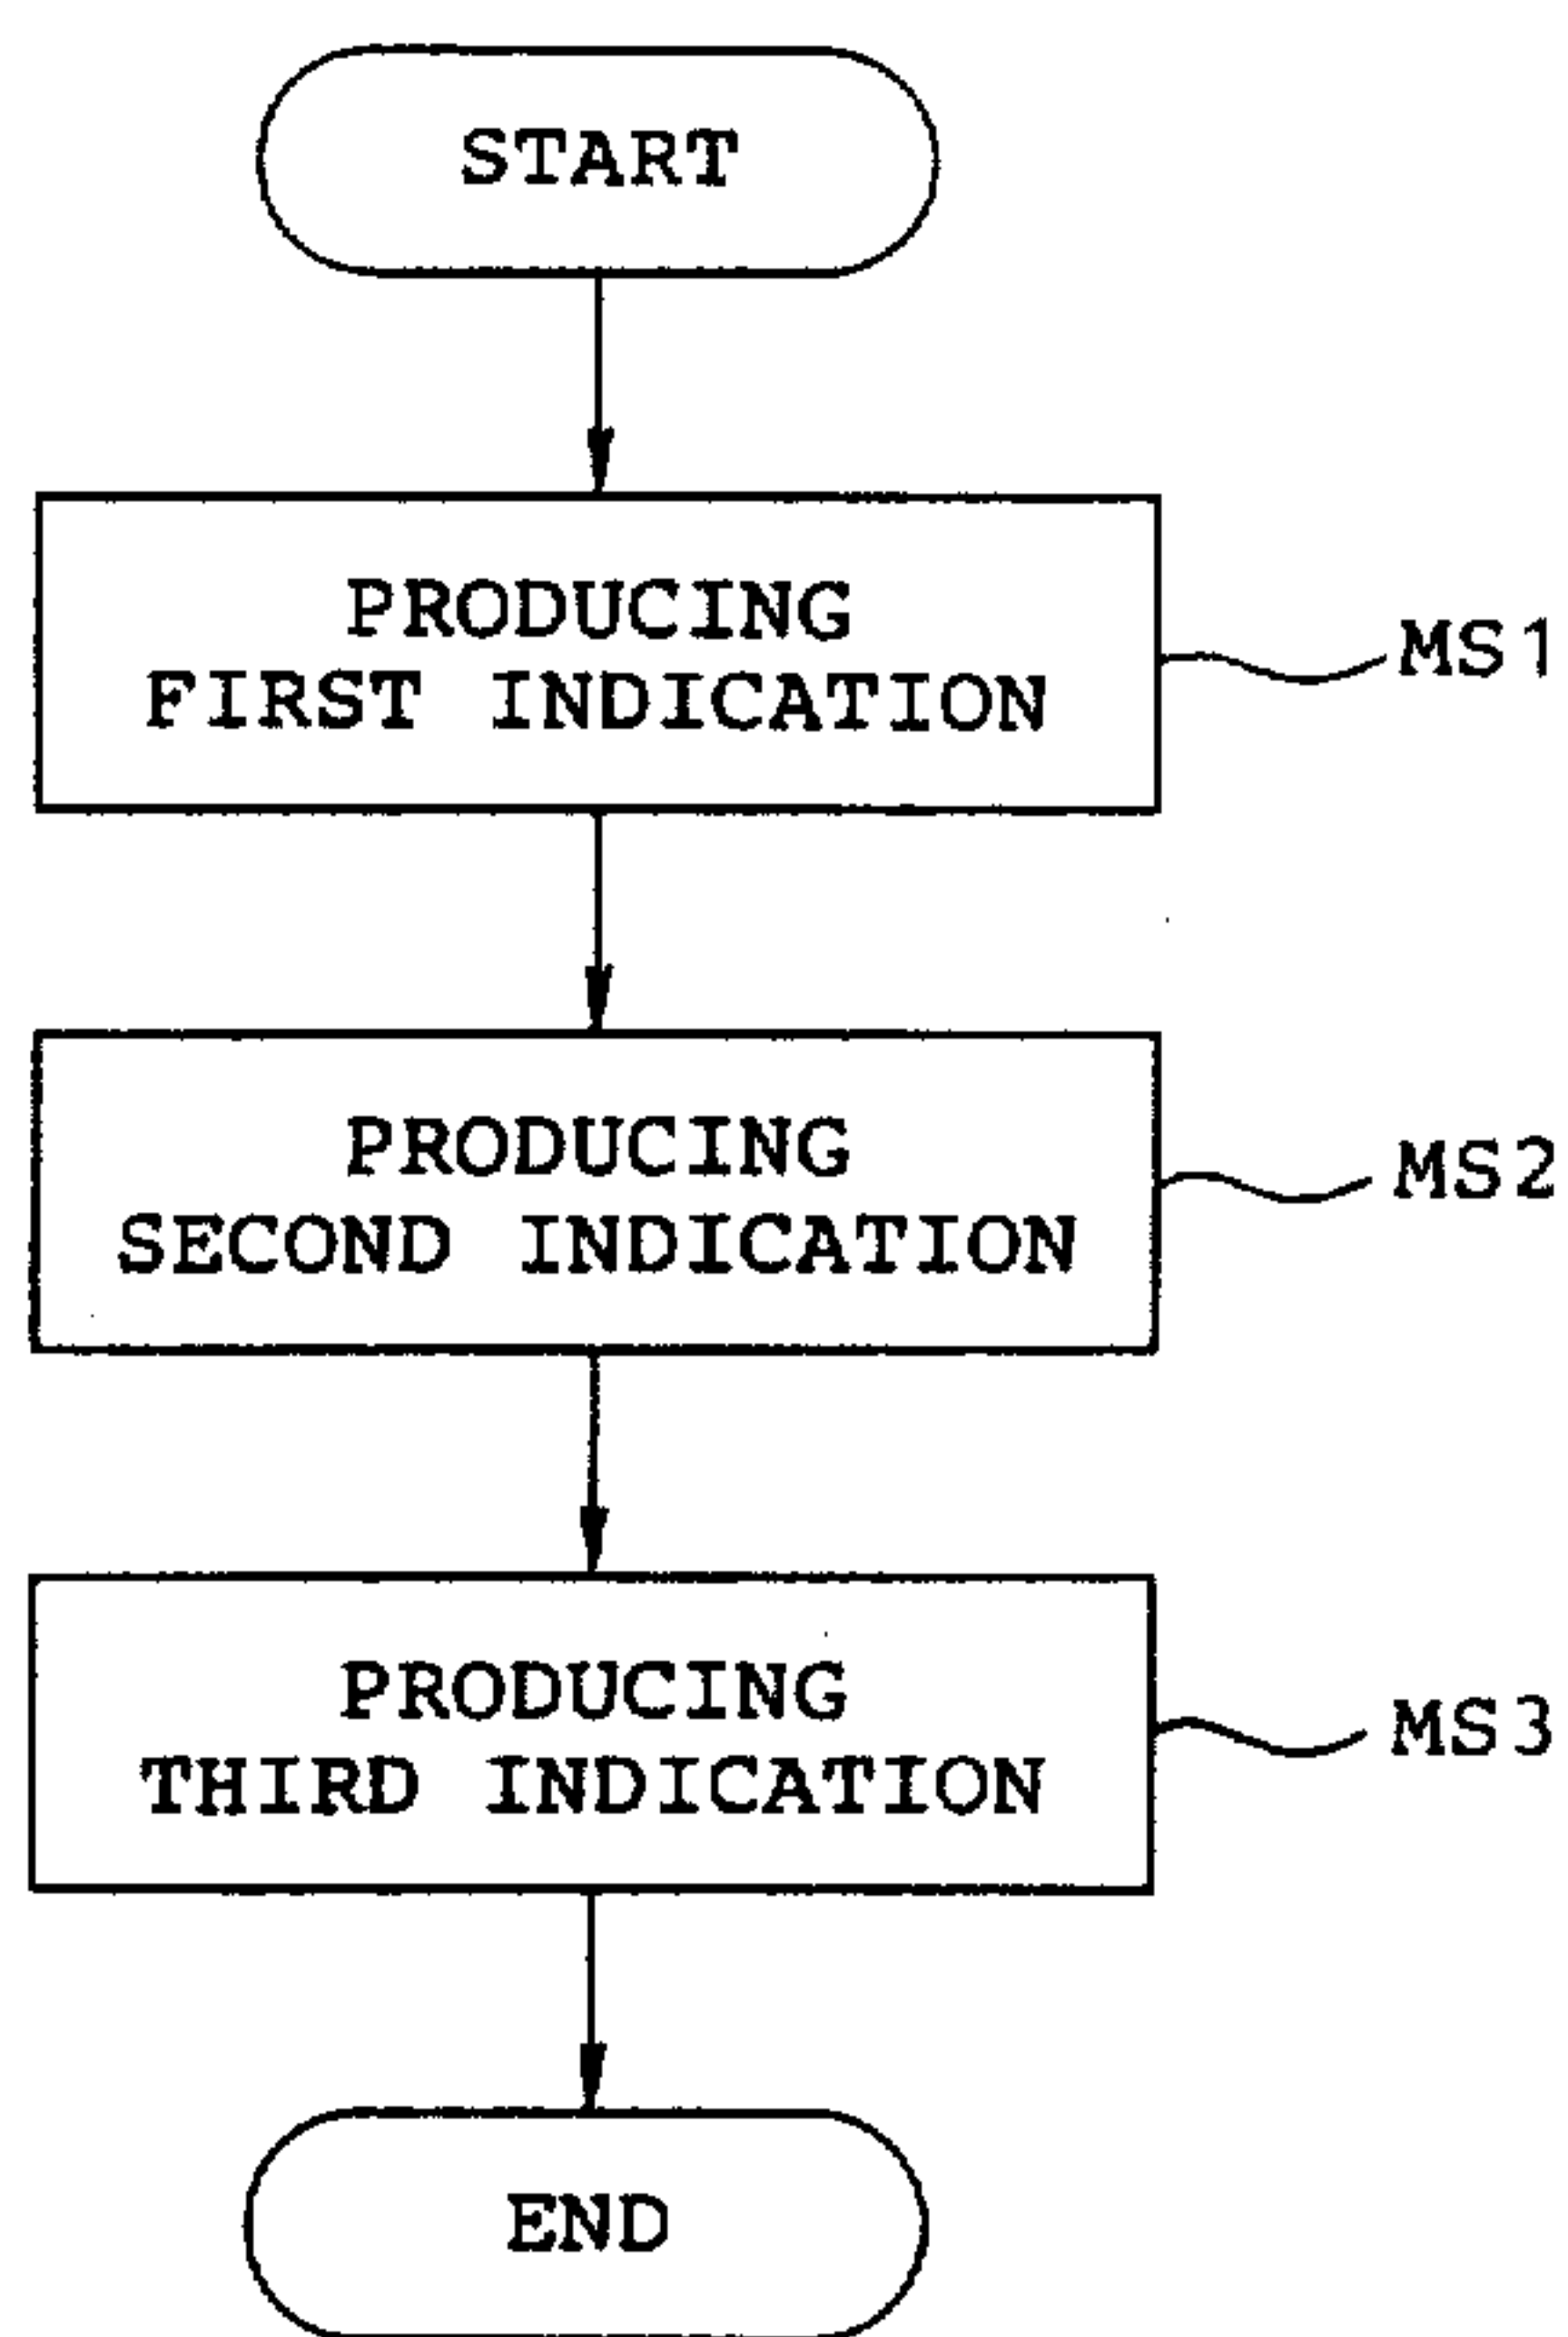 START
PRODUCING
FIRST INDICATION
MS1
PRODUCING
SECOND INDICATION
MS2
PRODUCING
THIRD INDICATION
MS3
END